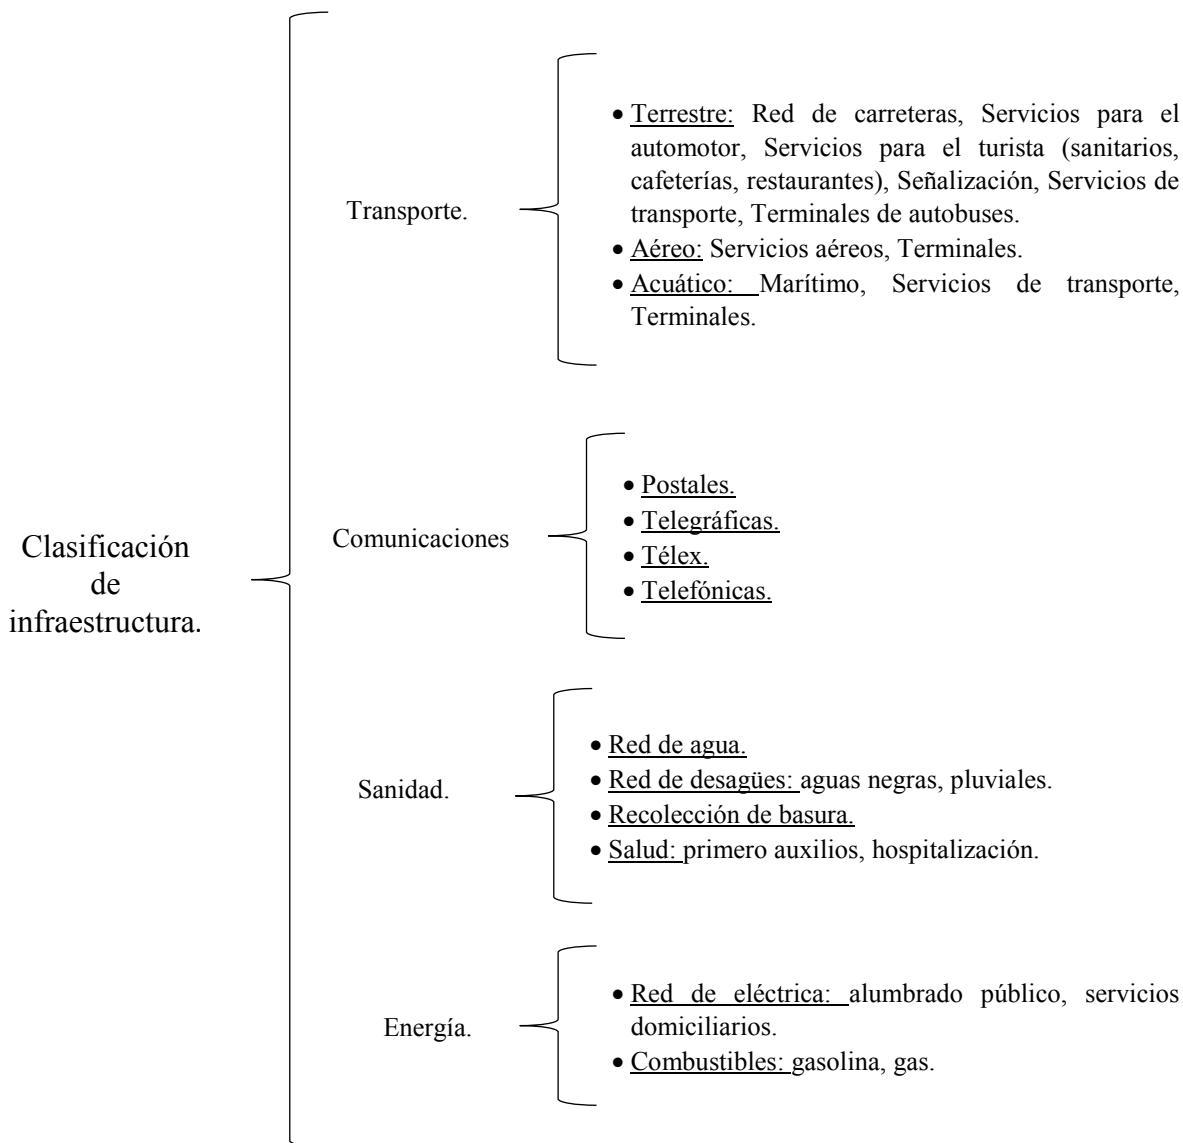 Clasificación
de
infraestructura.
Transporte.
• Terrestre: Red de carreteras, Servicios para el
automotor, Servicios para el turista (sanitarios,
cafeterías, restaurantes), Señalización, Servicios de
transporte, Terminales de autobuses.
• Aéreo: Servicios aéreos, Terminales.
• Acuático: Marítimo, Servicios de transporte,
Terminales.
Comunicaciones
• Postales.
• Telegráficas.
• Télex.
• Telefónicas.
Sanidad.
• Red de agua.
• Red de desagües: aguas negras, pluviales.
• Recolección de basura.
• Salud: primero auxilios, hospitalización.
Energía.
• Red de eléctrica: alumbrado público, servicios
domiciliarios.
• Combustibles: gasolina, gas.